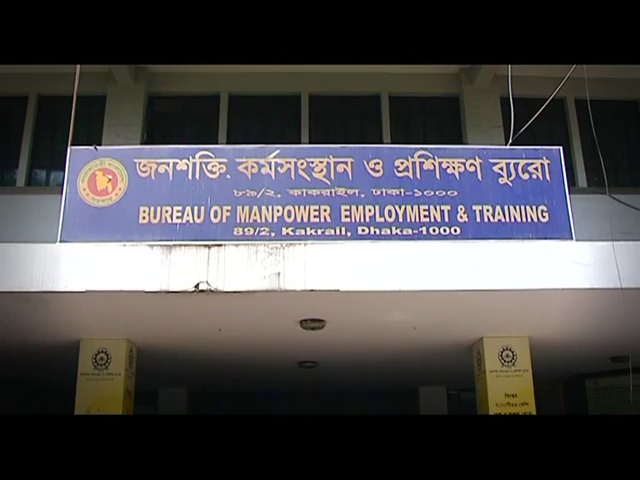 জনশক্তি, কর্মসংস্থান ও প্রশিক্ষণ ব্যুরো
৮৯/২, কাকরাইল, ঢাকা-১০০০
BUREAU OF MANPOWER EMPLOYMENT & TRAINING
89/2, Kakrail, Dhaka-1000